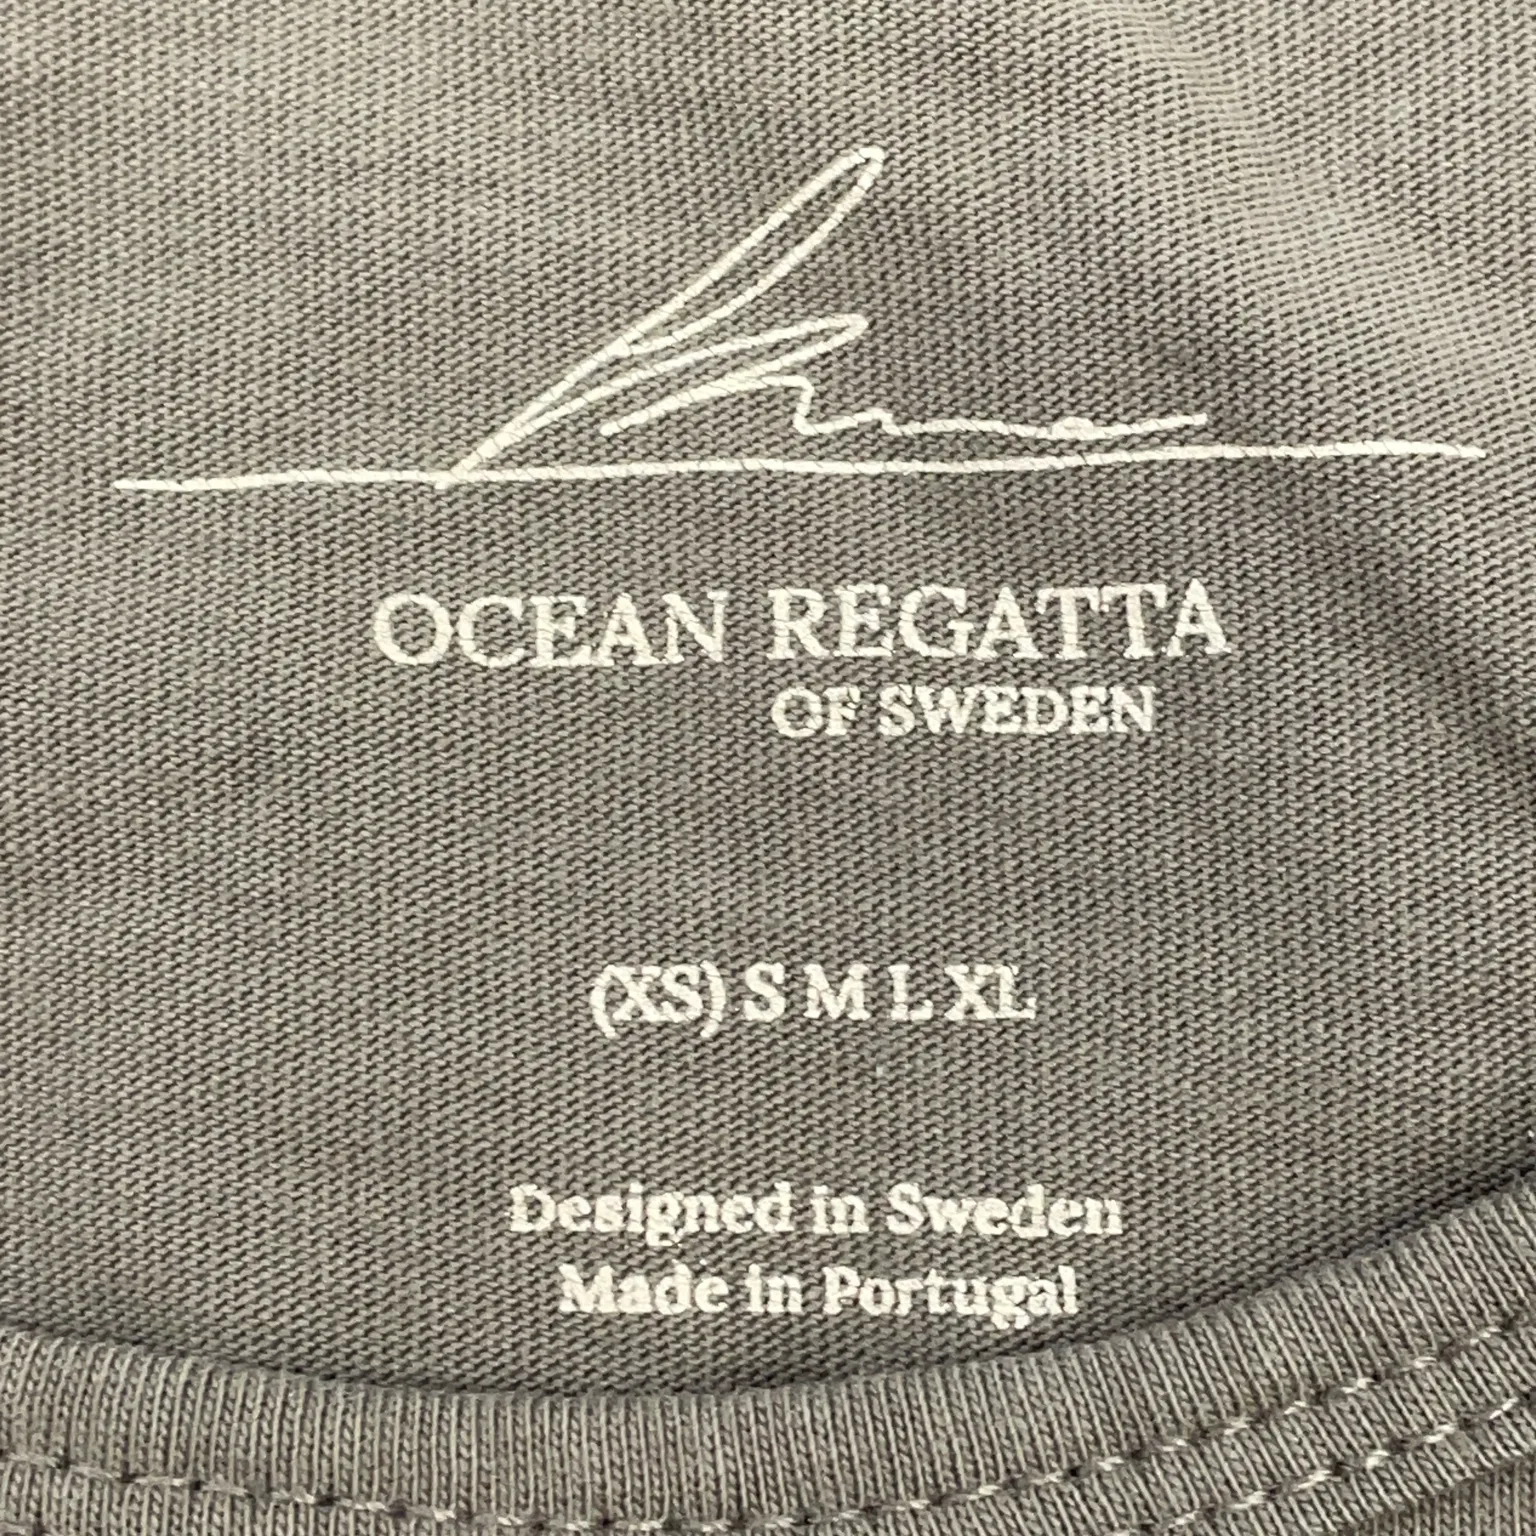 OCEAN REGATTA
OF SWEDEN
(XS) S M L XL
Designed in Sweden
Made in Portugal